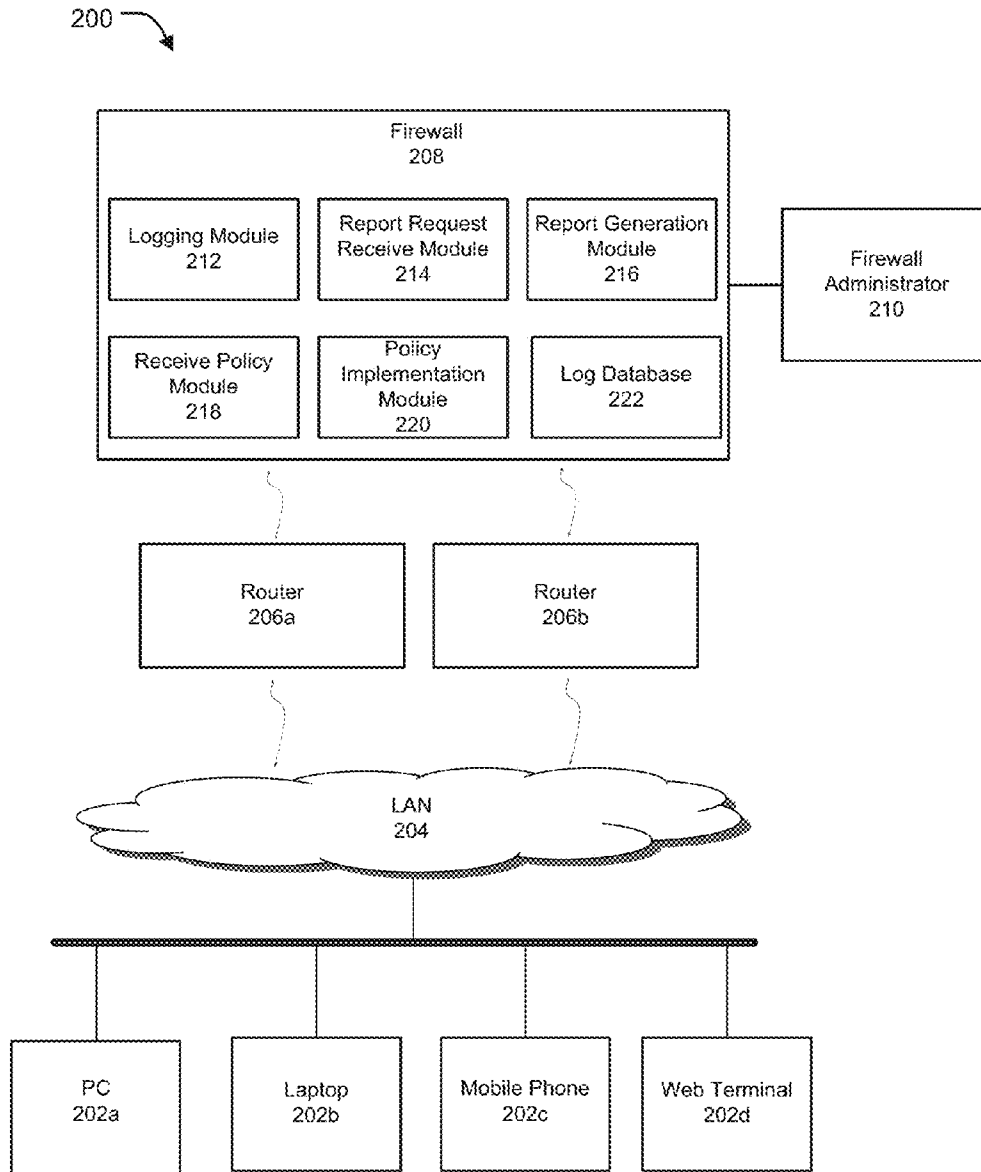 200
Firewall
208
Logging Module
212
Report Request
Receive Module
214
Report Generation
Module
216
Firewall
Administrator
210
Receive Policy
Module
218
Policy
Implementation
Module
220
Log Database
222
Router
206a
Router
206b
LAN
204
PC
202a
Laptop
202b
Mobile Phone
202c
Web Terminal
202d